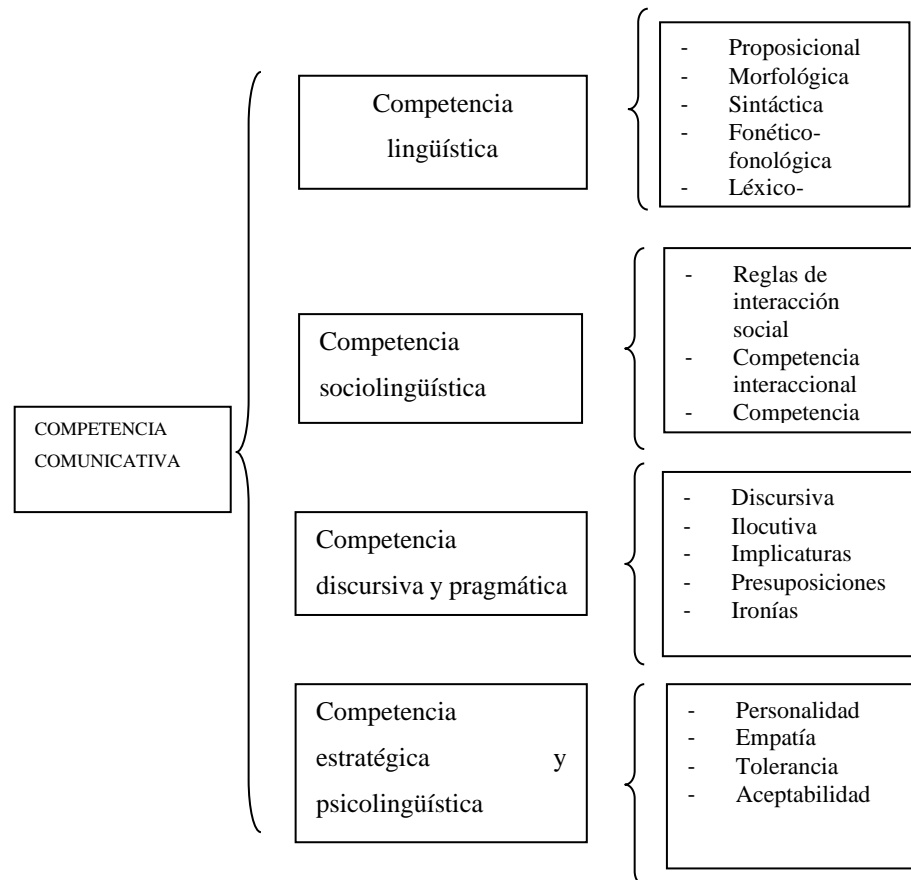 COMPETENCIA
COMUNICATIVA
Competencia
lingüística
- Proposicional
- Morfológica
- Sintáctica
- Fonético-
fonológica
- Léxico-
Competencia
sociolingüística
- Reglas de
interacción
social
- Competencia
interaccional
- Competencia
Competencia
discursiva y pragmática
- Discursiva
- Ilocutiva
- Implicaturas
- Presuposiciones
- Ironías
Competencia
estratégica y
psicolingüística
- Personalidad
- Empatía
- Tolerancia
- Aceptabilidad